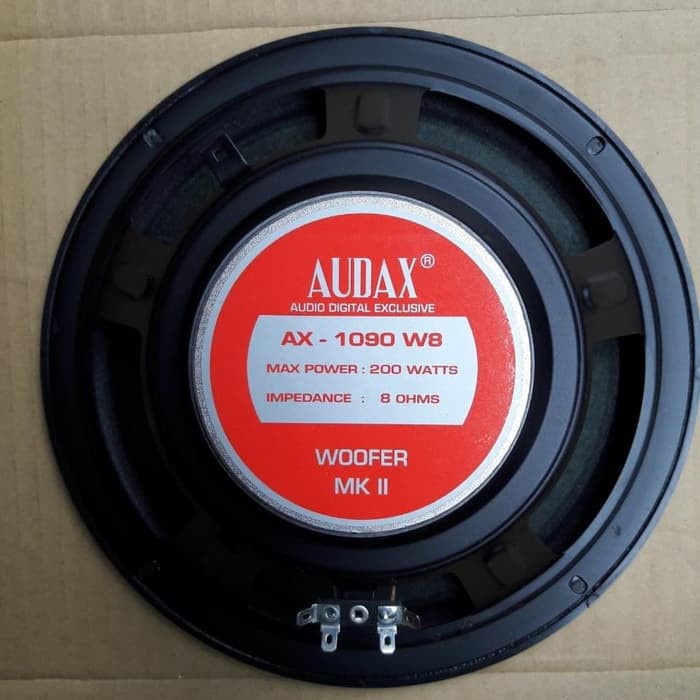 AUDAX®
AUDIO DIGITAL EXCLUSIVE
AX - 1090 W8
MAX POWER : 200 WATTS
IMPEDANCE : 8 OHMS
WOOFER
MK II